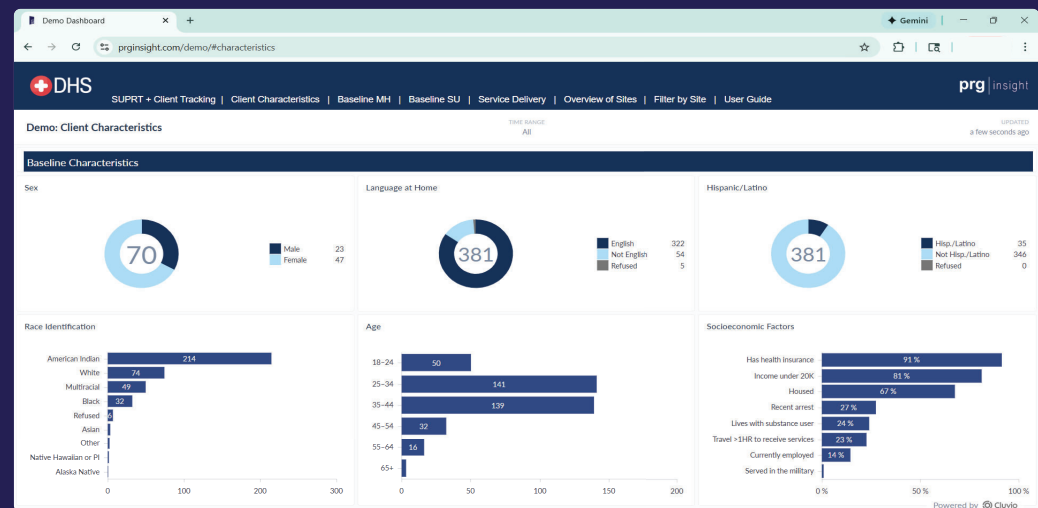 Demo Dashboard
Gemini
prginsight.com/demo/#characteristics
DHS
SUPRT + Client Tracking | Client Characteristics | Baseline MH | Baseline SU | Service Delivery | Overview of Sites | Filter by Site | User Guide
prg|insight
Demo: Client Characteristics
TIME RANGE
All
UPDATED
a few seconds ago
Baseline Characteristics
Sex
70
Male 23
Female 47
Language at Home
381
English 322
Not English 54
Refused 5
Hispanic/Latino
381
Hisp./Latino 35
Not Hisp./Latino 346
Refused 0
Race Identification
American Indian 214
White 74
Multiracial 49
Black 32
Refused 6
Asian
Other
Native Hawaiian or PI
Alaska Native
0 100 200 300
Age
18–24 50
25–34 141
35–44 139
45–54 32
55–64 16
65+
0 50 100 150 200
Socioeconomic Factors
Has health insurance 91 %
Income under 20K 81 %
Housed 67 %
Recent arrest 27 %
Lives with substance user 24 %
Travel >1HR to receive services 23 %
Currently employed 14 %
Served in the military
0 % 50 % 100 %
Powered by Cluvio